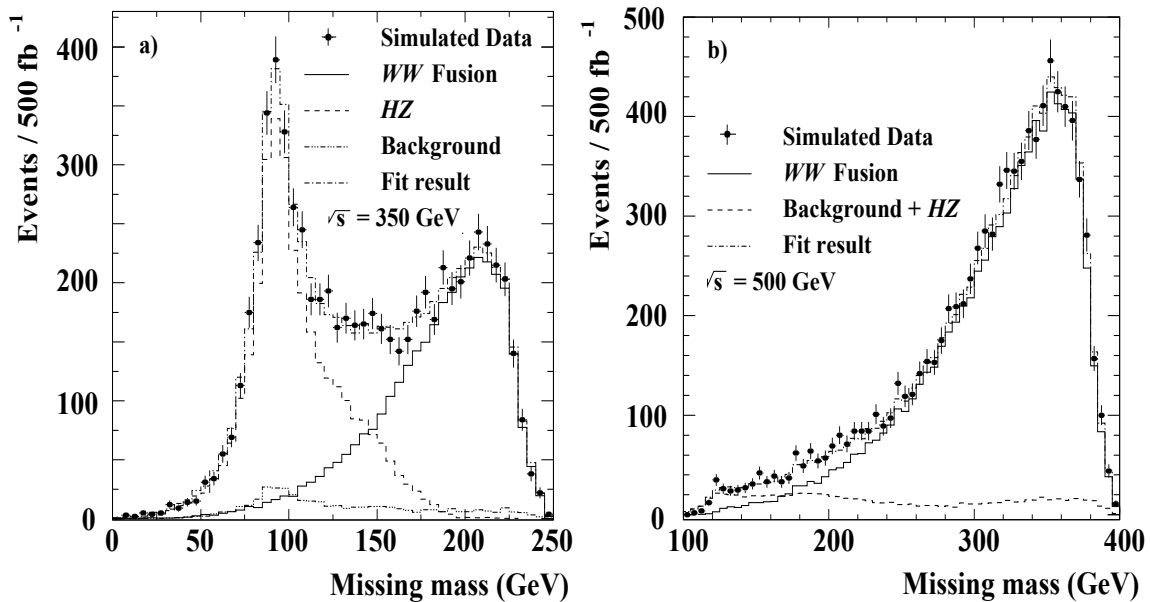 Events / 500 fb -1
400
300
200
100
0
a)
Simulated Data
WW Fusion
HZ
Background
Fit result
√s = 350 GeV
0 50 100 150 200 250
Missing mass (GeV)
Events / 500 fb -1
500
400
300
200
100
0
b)
Simulated Data
WW Fusion
Background + HZ
Fit result
√s = 500 GeV
100 200 300 400
Missing mass (GeV)